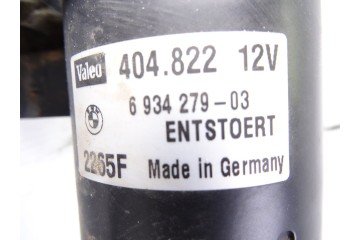 Valeo 404.822 12V
6 934 279-03
ENTSTOERT
2265F Made in Germany